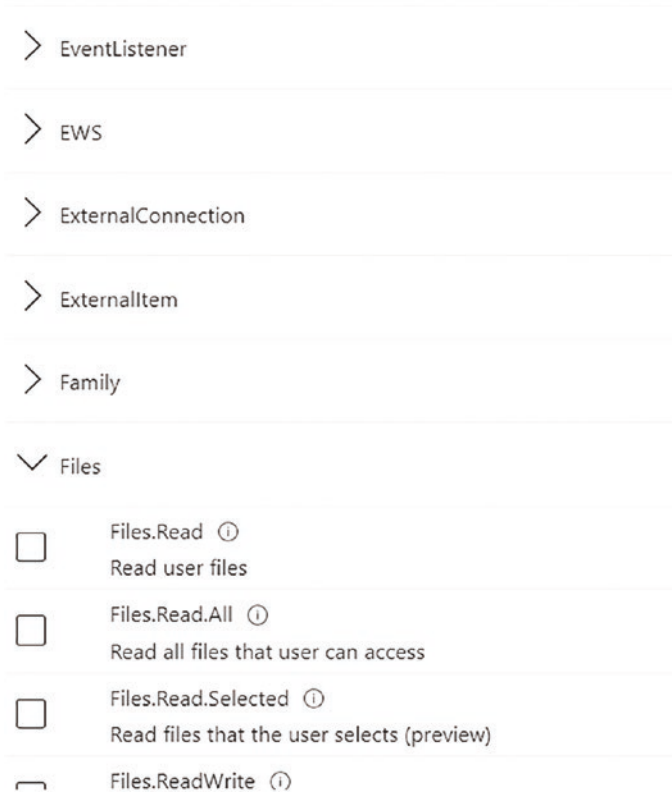 EventListener
EWS
ExternalConnection
ExternalItem
Family
Files
Files.Read
Read user files
Files.Read.All
Read all files that user can access
Files.Read.Selected
Read files that the user selects (preview)
Files.ReadWrite